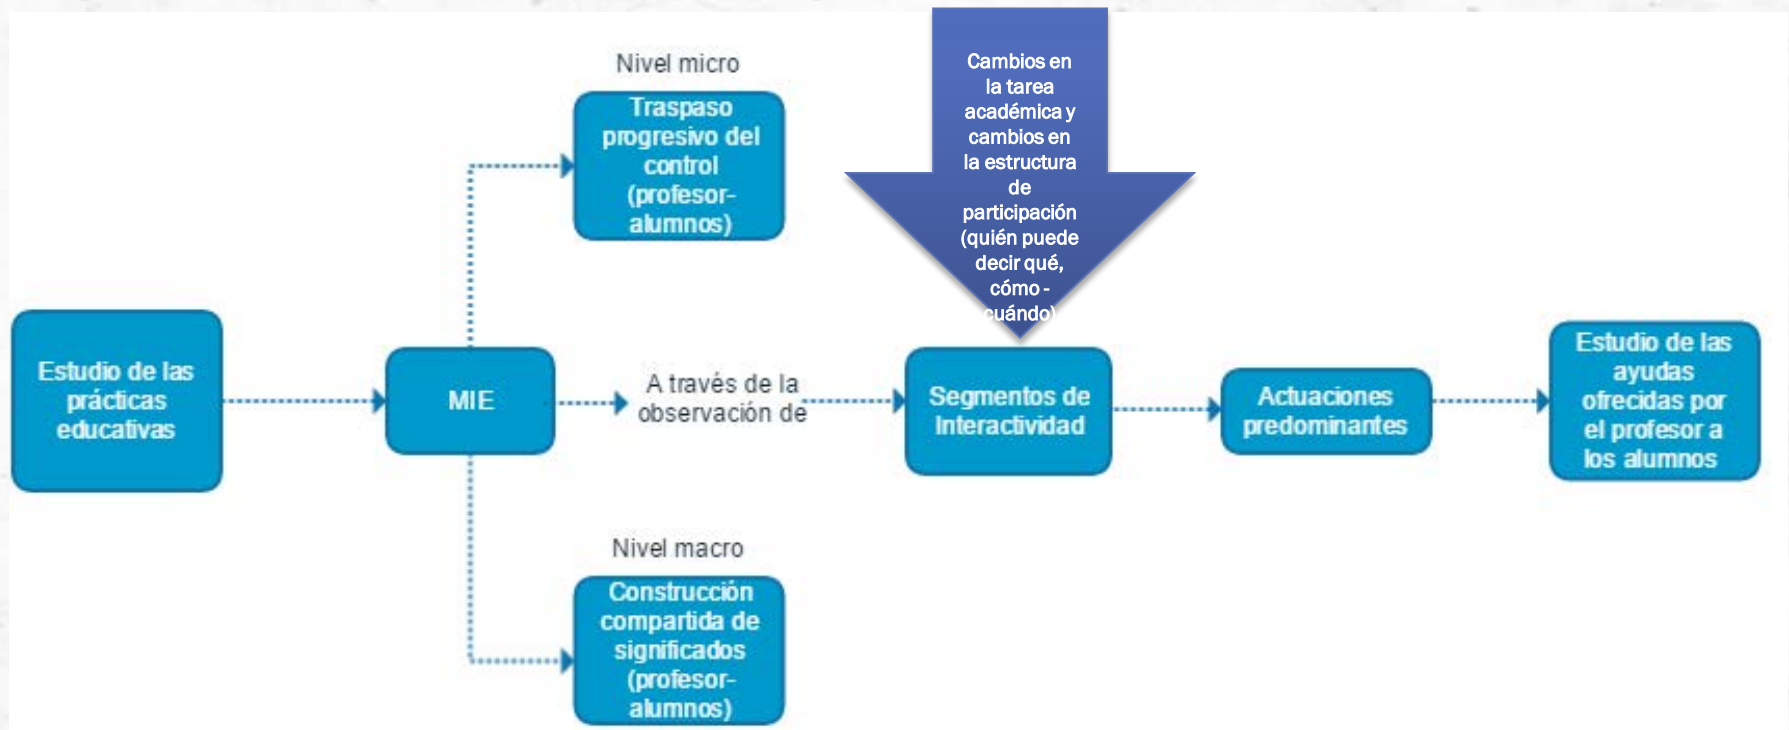 Nivel micro
Traspaso
progresivo del
control
(profesor-
alumnos)
Cambios en
la tarea
académica y
cambios en
la estructura
de
participación
(quién puede
decir qué,
cómo -
cuándo)
Estudio de las
prácticas
educativas
MIE
A través de la
observación de
Segmentos de
Interactividad
Actuaciones
predominantes
Estudio de las
ayudas
ofrecidas por
el profesor a
los alumnos
Nivel macro
Construcción
compartida de
significados
(profesor-
alumnos)